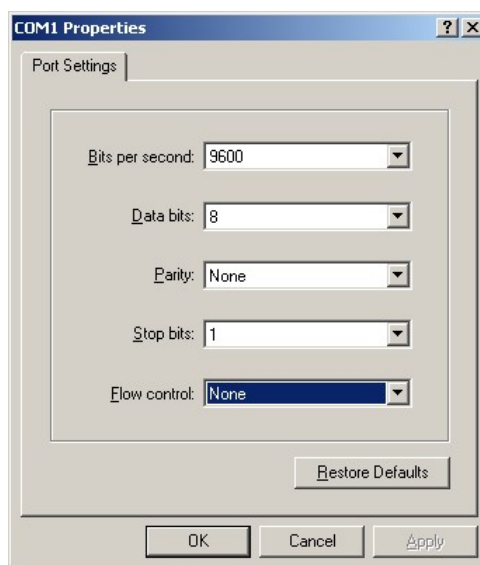 COM1 Properties
Port Settings
Bits per second: 9600
Data bits: 8
Parity: None
Stop bits: 1
Flow control: None
Restore Defaults
OK Cancel Apply